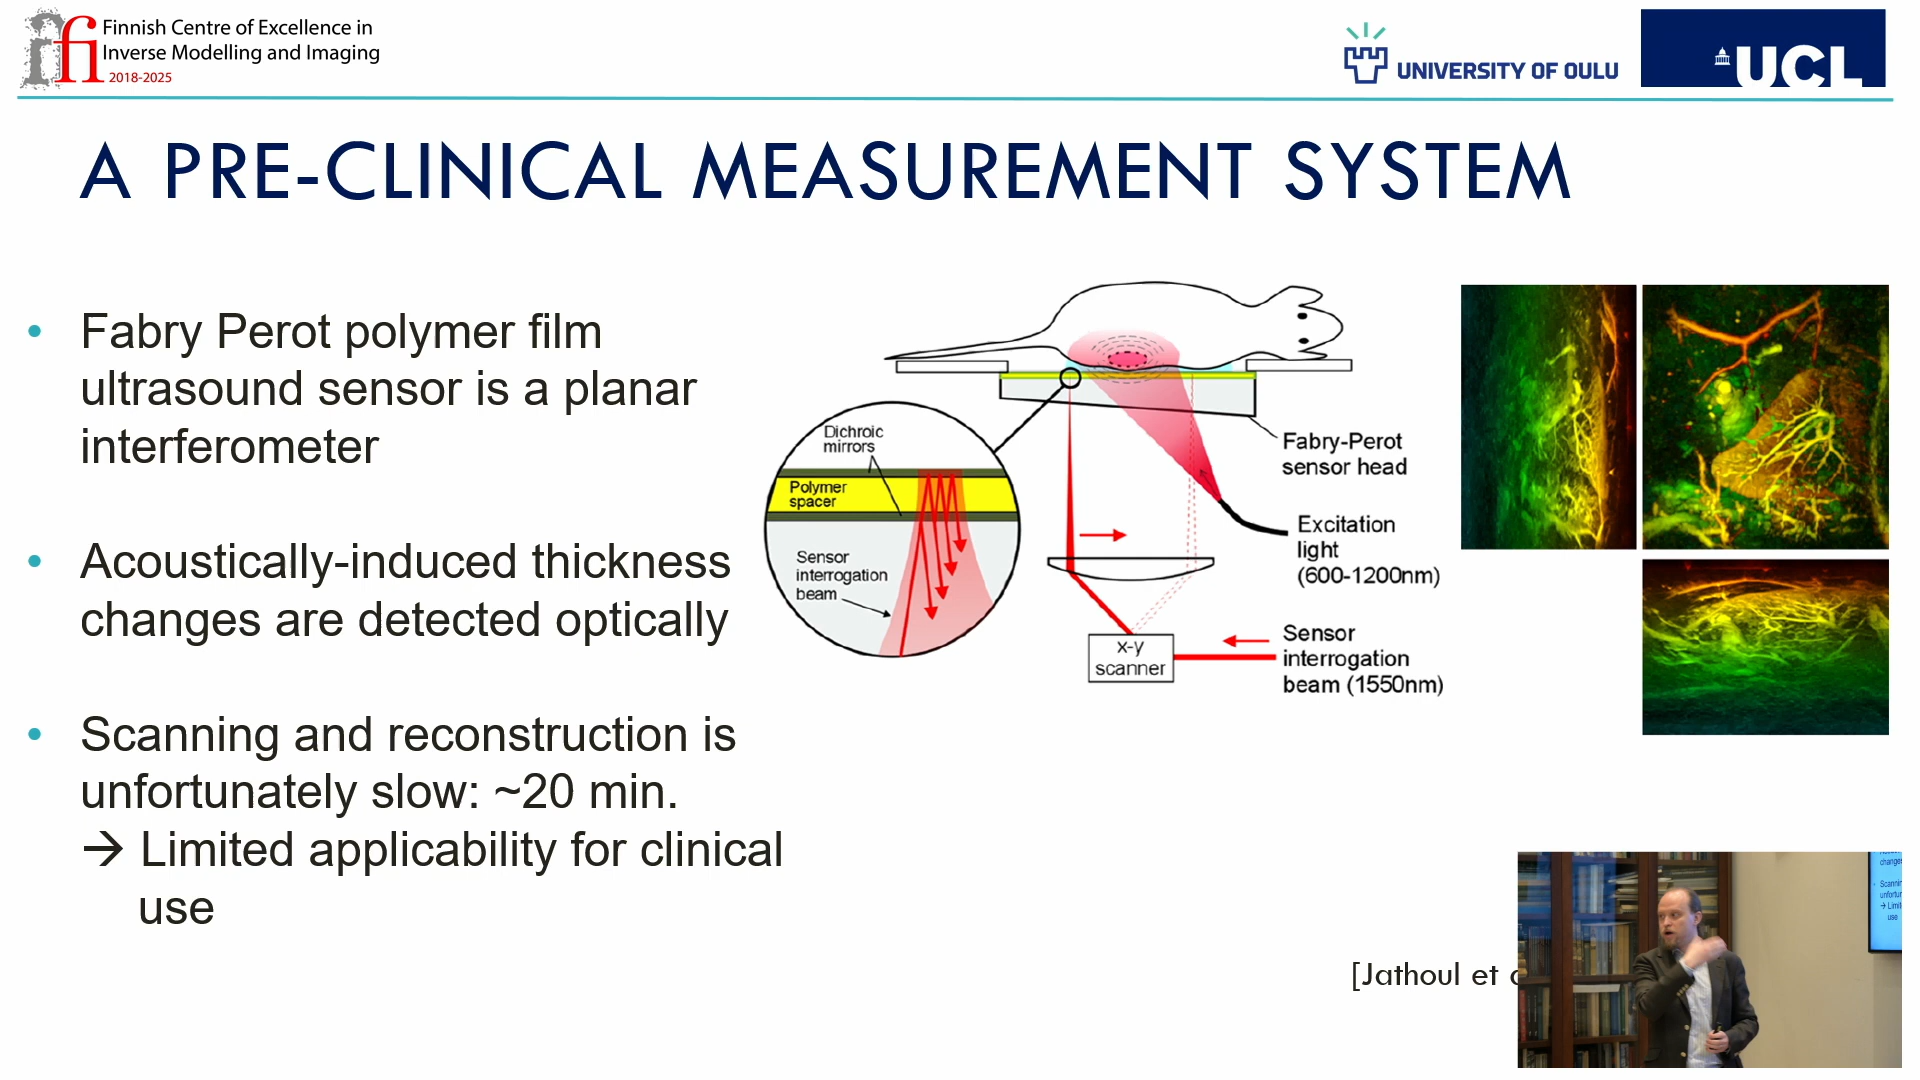 Finnish Centre of Excellence in
Inverse Modelling and Imaging
2018-2025
UNIVERSITY OF OULU
UCL
A PRE-CLINICAL MEASUREMENT SYSTEM
• Fabry Perot polymer film
ultrasound sensor is a planar
interferometer
• Acoustically-induced thickness
changes are detected optically
• Scanning and reconstruction is
unfortunately slow: ~20 min.
→ Limited applicability for clinical
use
Dichroic
mirrors
Polymer
spacer
Sensor
interrogation
beam
Fabry-Perot
sensor head
Excitation
light
(600-1200nm)
x-y
scanner
Sensor
interrogation
beam (1550nm)
[Jathoul et
use